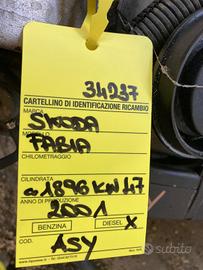 34237
CARTELLINO DI IDENTIFICAZIONE RICAMBIO
MARCA
SKODA
MODELLO
FABIA
CHILOMETRAGGIO
CILINDRATA
1896 KW 47
ANNO DI PRODUZIONE
2001
BENZINA DIESEL X
COD.
ASY
subito